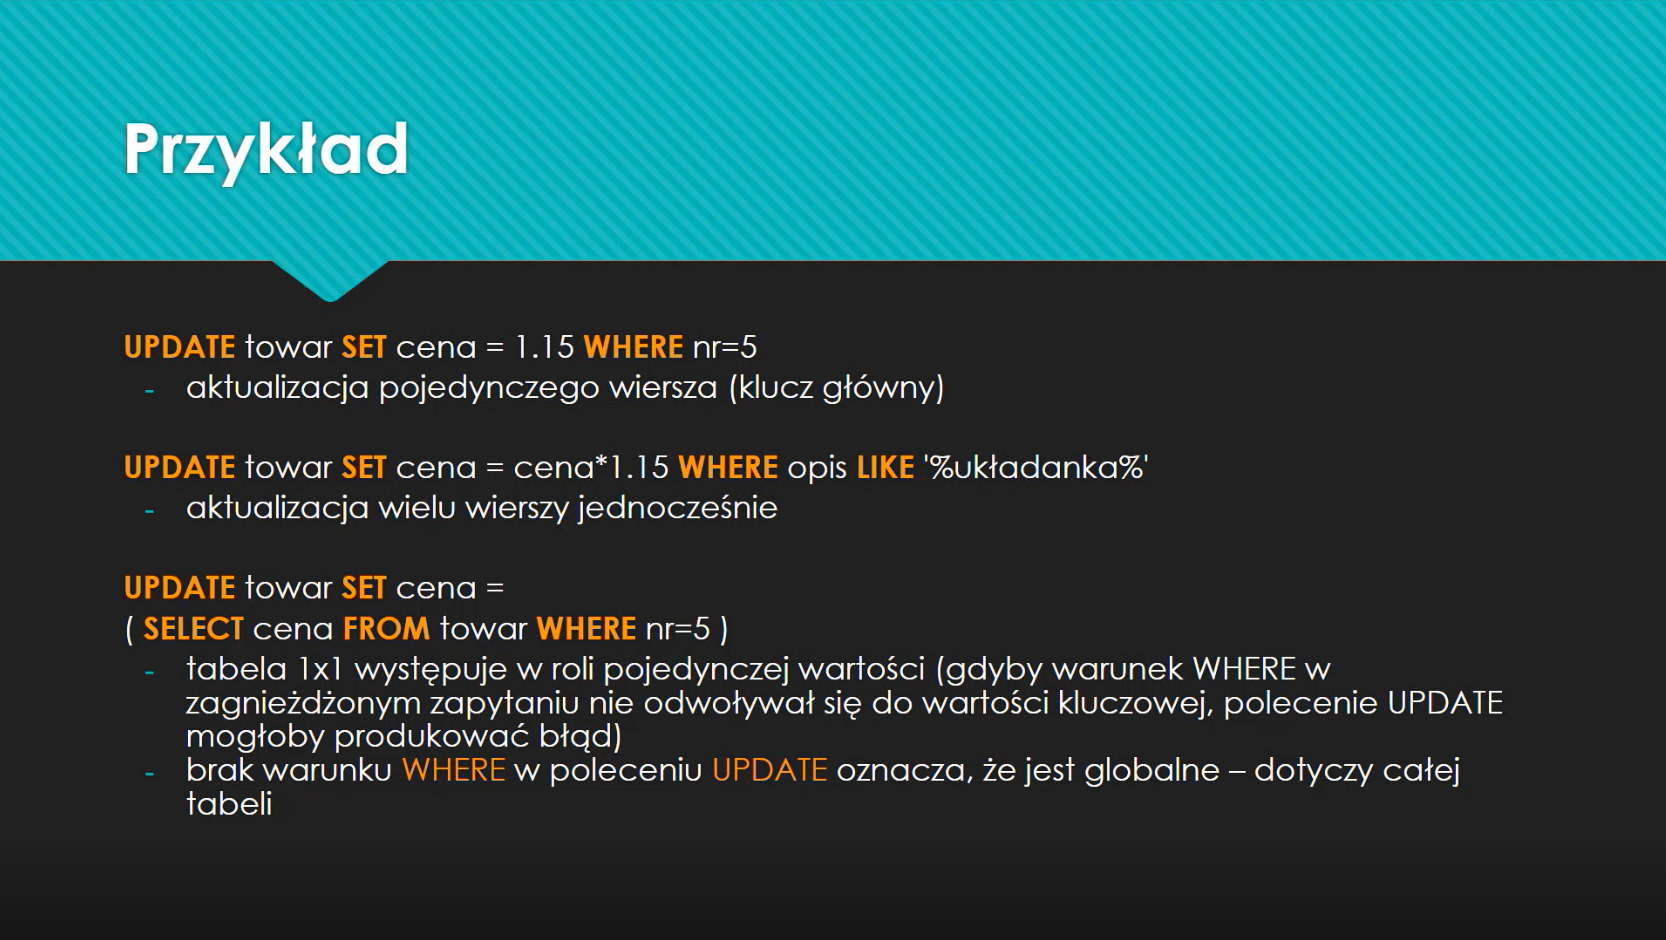 Przykład
UPDATE towar SET cena = 1.15 WHERE nr=5
- aktualizacja pojedynczego wiersza (klucz główny)
UPDATE towar SET cena = cena*1.15 WHERE opis LIKE '%układanka%'
- aktualizacja wielu wierszy jednocześnie
UPDATE towar SET cena =
( SELECT cena FROM towar WHERE nr=5 )
- tabela 1x1 występuje w roli pojedynczej wartości (gdyby warunek WHERE w
zagnieżdżonym zapytaniu nie odwoływał się do wartości kluczowej, polecenie UPDATE
mogłoby produkować błąd)
- brak warunku WHERE w poleceniu UPDATE oznacza, że jest globalne – dotyczy całej
tabeli